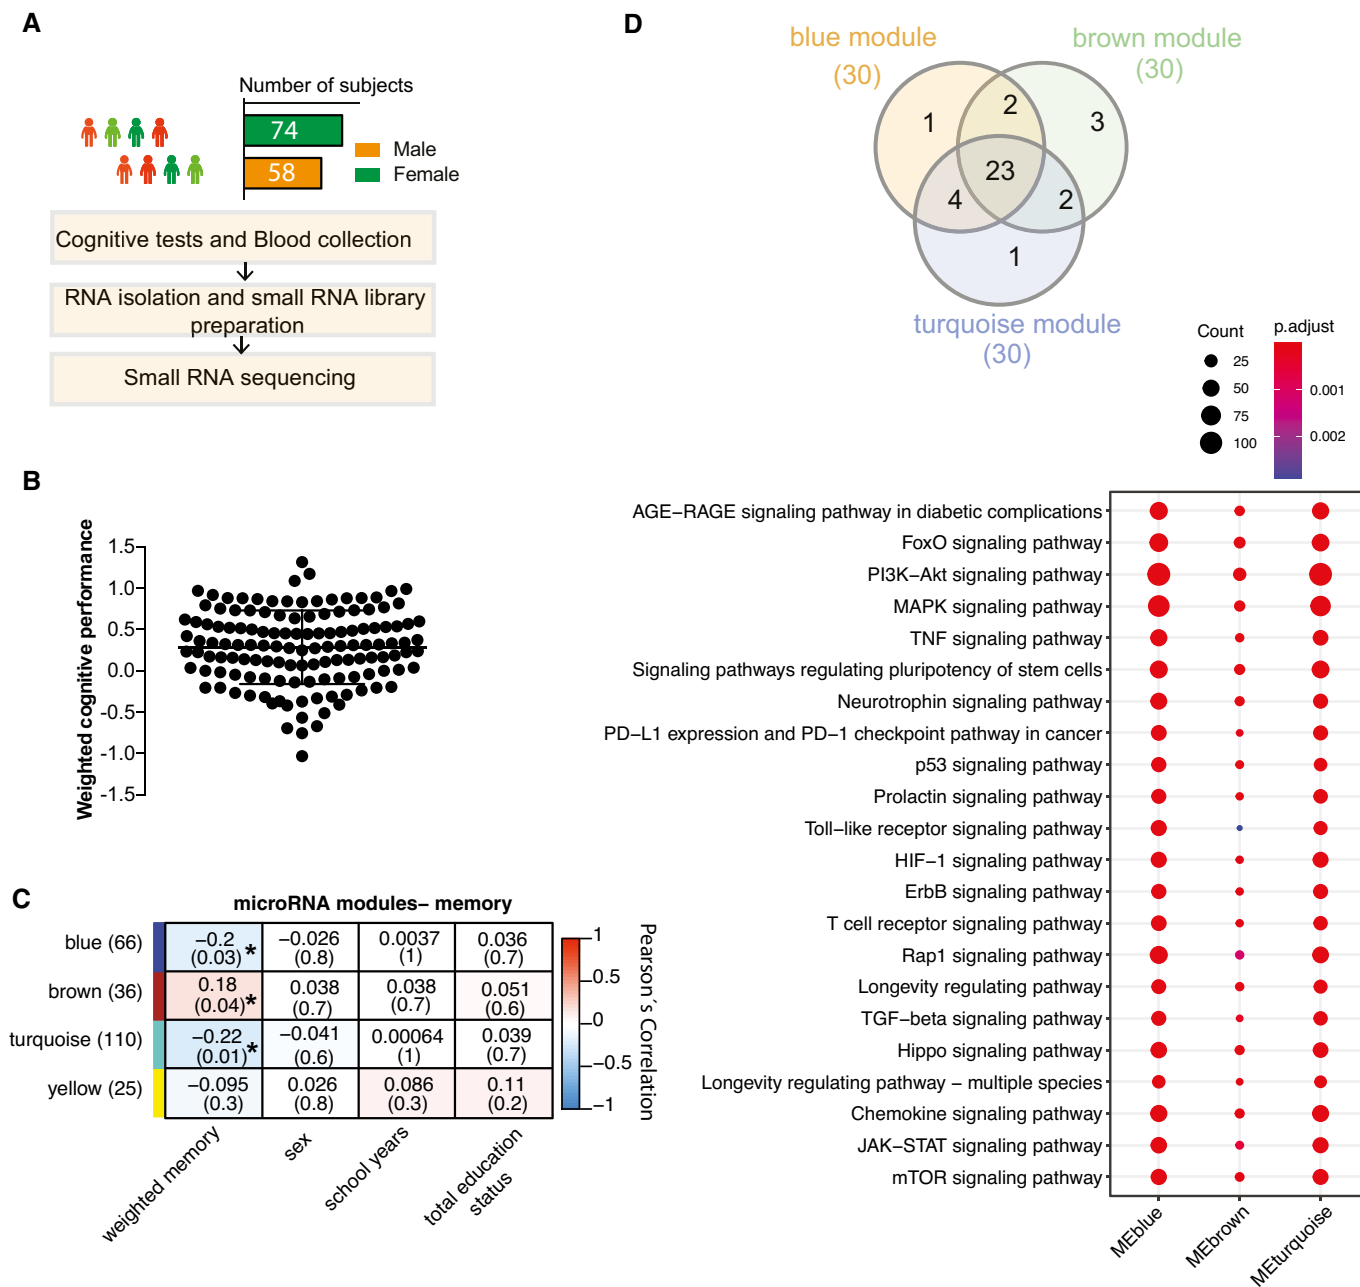 A
Number of subjects
74
58
Male
Female
Cognitive tests and Blood collection
RNA isolation and small RNA library
preparation
Small RNA sequencing
B
Weighted cognitive performance
1.5
1.0
0.5
0.0
-0.5
-1.0
-1.5
C
microRNA modules– memory
blue (66)
−0.2
(0.03)
*
−0.026
(0.8)
0.0037
(1)
0.036
(0.7)
brown (36)
0.18
(0.04)
*
0.038
(0.7)
0.038
(0.7)
0.051
(0.6)
turquoise (110)
−0.22
(0.01)
*
−0.041
(0.6)
0.00064
(1)
0.039
(0.7)
yellow (25)
−0.095
(0.3)
0.026
(0.8)
0.086
(0.3)
0.11
(0.2)
weighted memory
sex
school years
total education
status
1
0.5
0
−0.5
−1
Pearson´s Correlation
D
blue module
(30)
brown module
(30)
1
2
3
23
4
2
1
turquoise module
(30)
Count
25
50
75
100
p.adjust
0.001
0.002
AGE−RAGE signaling pathway in diabetic complications
FoxO signaling pathway
PI3K−Akt signaling pathway
MAPK signaling pathway
TNF signaling pathway
Signaling pathways regulating pluripotency of stem cells
Neurotrophin signaling pathway
PD−L1 expression and PD−1 checkpoint pathway in cancer
p53 signaling pathway
Prolactin signaling pathway
Toll−like receptor signaling pathway
HIF−1 signaling pathway
ErbB signaling pathway
T cell receptor signaling pathway
Rap1 signaling pathway
Longevity regulating pathway
TGF−beta signaling pathway
Hippo signaling pathway
Longevity regulating pathway − multiple species
Chemokine signaling pathway
JAK−STAT signaling pathway
mTOR signaling pathway
MEblue
MEbrown
MEturquoise